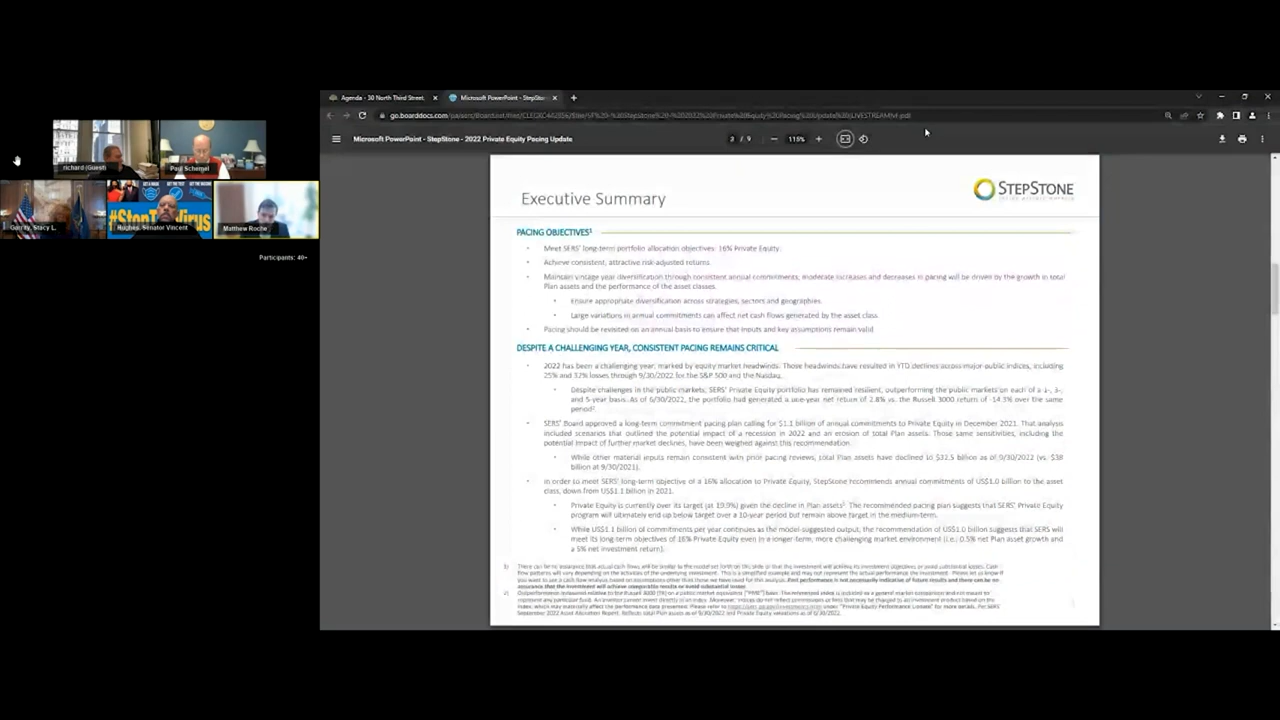 Agenda - 30 North Third Street,
Microsoft PowerPoint - StepSto
go.boarddocs.com
Microsoft PowerPoint - StepStone - 2022 Private Equity Pacing Update
/ 9
115%
richard (Guest)
Paul Schemel
#Stop
Virus
Stacy L.
Hughes, Senator Vincent
Matthew Roche
Participants: 40+
Executive Summary
STEPSTONE
PACING OBJECTIVES¹
• Meet SERS' long-term portfolio allocation objectives: 16% Private Equity.
• Achieve consistent, attractive risk-adjusted returns.
• Maintain vintage year diversification through consistent annual commitments; moderate increases and decreases in pacing will be driven by the growth in total
Plan assets and the performance of the asset classes.
• Ensure appropriate diversification across strategies, sectors and geographies.
• Large variations in annual commitments can affect net cash flows generated by the asset class.
• Pacing should be revisited on an annual basis to ensure that inputs and key assumptions remain valid
DESPITE A CHALLENGING YEAR, CONSISTENT PACING REMAINS CRITICAL
• 2022 has been a challenging year, marked by equity market headwinds. Those headwinds have resulted in YTD declines across major public indices, including
25% and 32% losses through 9/30/2022 for the S&P 500 and the Nasdaq.
• Despite challenges in the public markets, SERS' Private Equity portfolio has remained resilient, outperforming the public markets on each of a 1-, 3-,
and 5-year basis. As of 6/30/2022, the portfolio had generated a one-year net return of 2.8% vs. the Russell 3000 return of -14.3% over the same
period².
• SERS' Board approved a long-term commitment pacing plan calling for $1.1 billion of annual commitments to Private Equity in December 2021. That analysis
included scenarios that outlined the potential impact of a recession in 2022 and an erosion of total Plan assets. Those same sensitivities, including the
potential impact of further market declines, have been weighed against this recommendation.
• While other material inputs remain consistent with prior pacing reviews, total Plan assets have declined to $32.5 billion as of 9/30/2022 (vs. $38
billion at 9/30/2021).
• In order to meet SERS' long-term objective of a 16% allocation to Private Equity, StepStone recommends annual commitments of US$1.0 billion to the asset
class, down from US$1.1 billion in 2021.
• Private Equity is currently over its target (at 19.9%) given the decline in Plan assets. The recommended pacing plan suggests that SERS' Private Equity
program will ultimately end up below target over a 10-year period but remain above target in the medium-term.
• While US$1.1 billion of commitments per year continues as the model-suggested output, the recommendation of US$1.0 billion suggests that SERS will
meet its long-term objectives of 16% Private Equity even in a longer-term, more challenging market environment (i.e.: 0.5% net Plan asset growth and
a 5% net investment return).